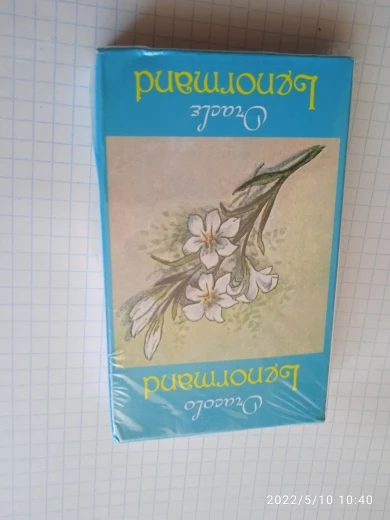 Oracolo
Lenormand
Oracle
Lenormand
2022/5/10 10:40